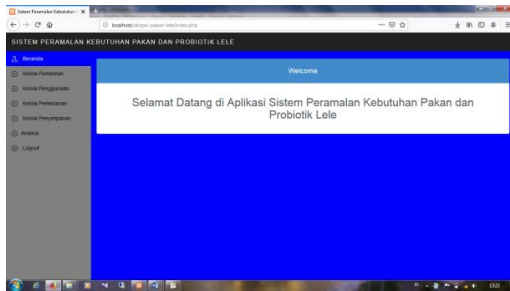 Sistem Peramalan Kebutuhan
localhost/skripsi-pakan-lele/index.php
SISTEM PERAMALAN KEBUTUHAN PAKAN DAN PROBIOTIK LELE
Beranda
Welcome
Kelola
Selamat Datang di Aplikasi Sistem Peramalan Kebutuhan Pakan dan
Probiotik Lele
Kelola Penggunaan
Kelola Pemesanan
Kelola Penyimpanan
Analisa
Logout